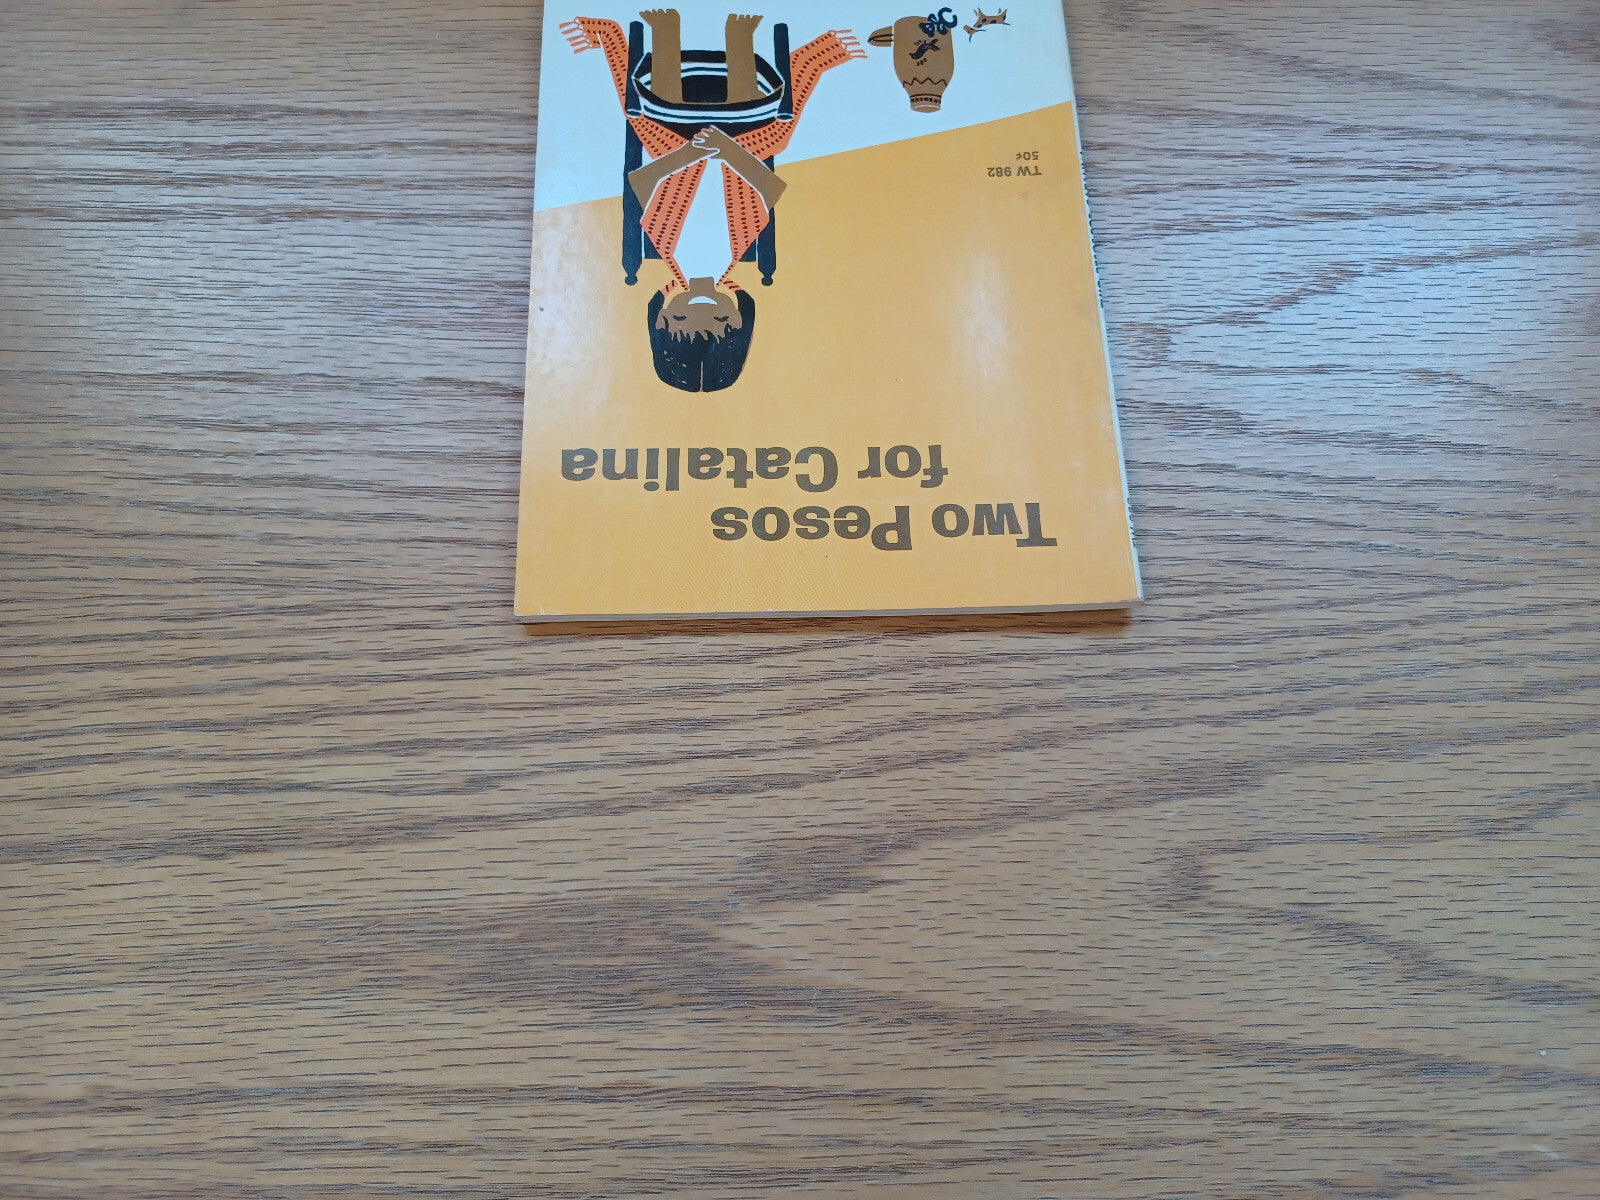 Two Pesos
for Catalina
TW 982
50¢